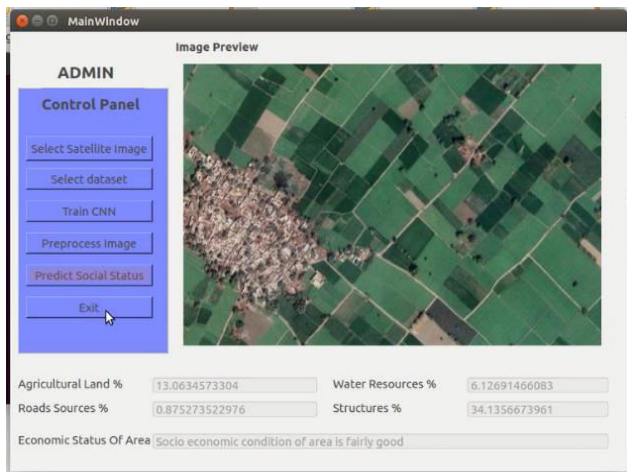 MainWindow
Image Preview
ADMIN
Control Panel
Select Satellite Image
Select dataset
Train CNN
Preprocess Image
Predict Social Status
Exit
Agricultural Land % 13.0634573304 Water Resources % 6.12691466083
Roads Sources % 0.875273522976 Structures % 34.1356673961
Economic Status Of Area Socio economic condition of area is fairly good